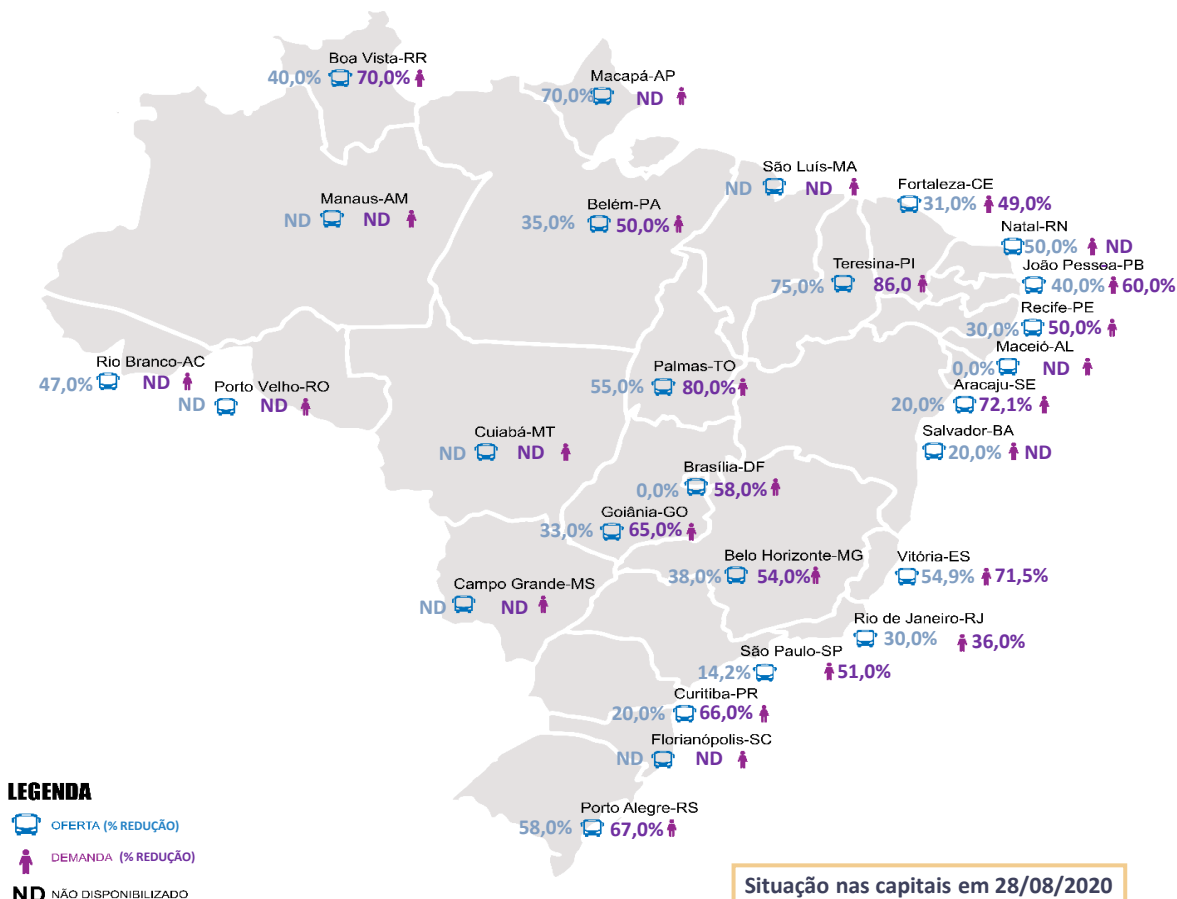 Boa Vista-RR
40,0% 70,0%
Macapá-AP
70,0% ND
São Luís-MA
ND ND
Fortaleza-CE
31,0% 49,0%
Manaus-AM
ND ND
Belém-PA
35,0% 50,0%
Natal-RN
50,0% ND
Teresina-PI
75,0% 86,0
João Pessoa-PB
40,0% 60,0%
Recife-PE
30,0% 50,0%
Maceió-AL
0,0% ND
Rio Branco-AC
47,0% ND
Porto Velho-RO
ND ND
Palmas-TO
55,0% 80,0%
Aracaju-SE
20,0% 72,1%
Salvador-BA
20,0% ND
Cuiabá-MT
ND ND
Brasília-DF
0,0% 58,0%
Goiânia-GO
33,0% 65,0%
Belo Horizonte-MG
38,0% 54,0%
Vitória-ES
54,9% 71,5%
Campo Grande-MS
ND ND
Rio de Janeiro-RJ
30,0% 36,0%
São Paulo-SP
14,2% 51,0%
Curitiba-PR
20,0% 66,0%
Florianópolis-SC
ND ND
Porto Alegre-RS
58,0% 67,0%
LEGENDA
OFERTA (% REDUÇÃO)
DEMANDA (% REDUÇÃO)
ND NÃO DISPONIBILIZADO
Situação nas capitais em 28/08/2020